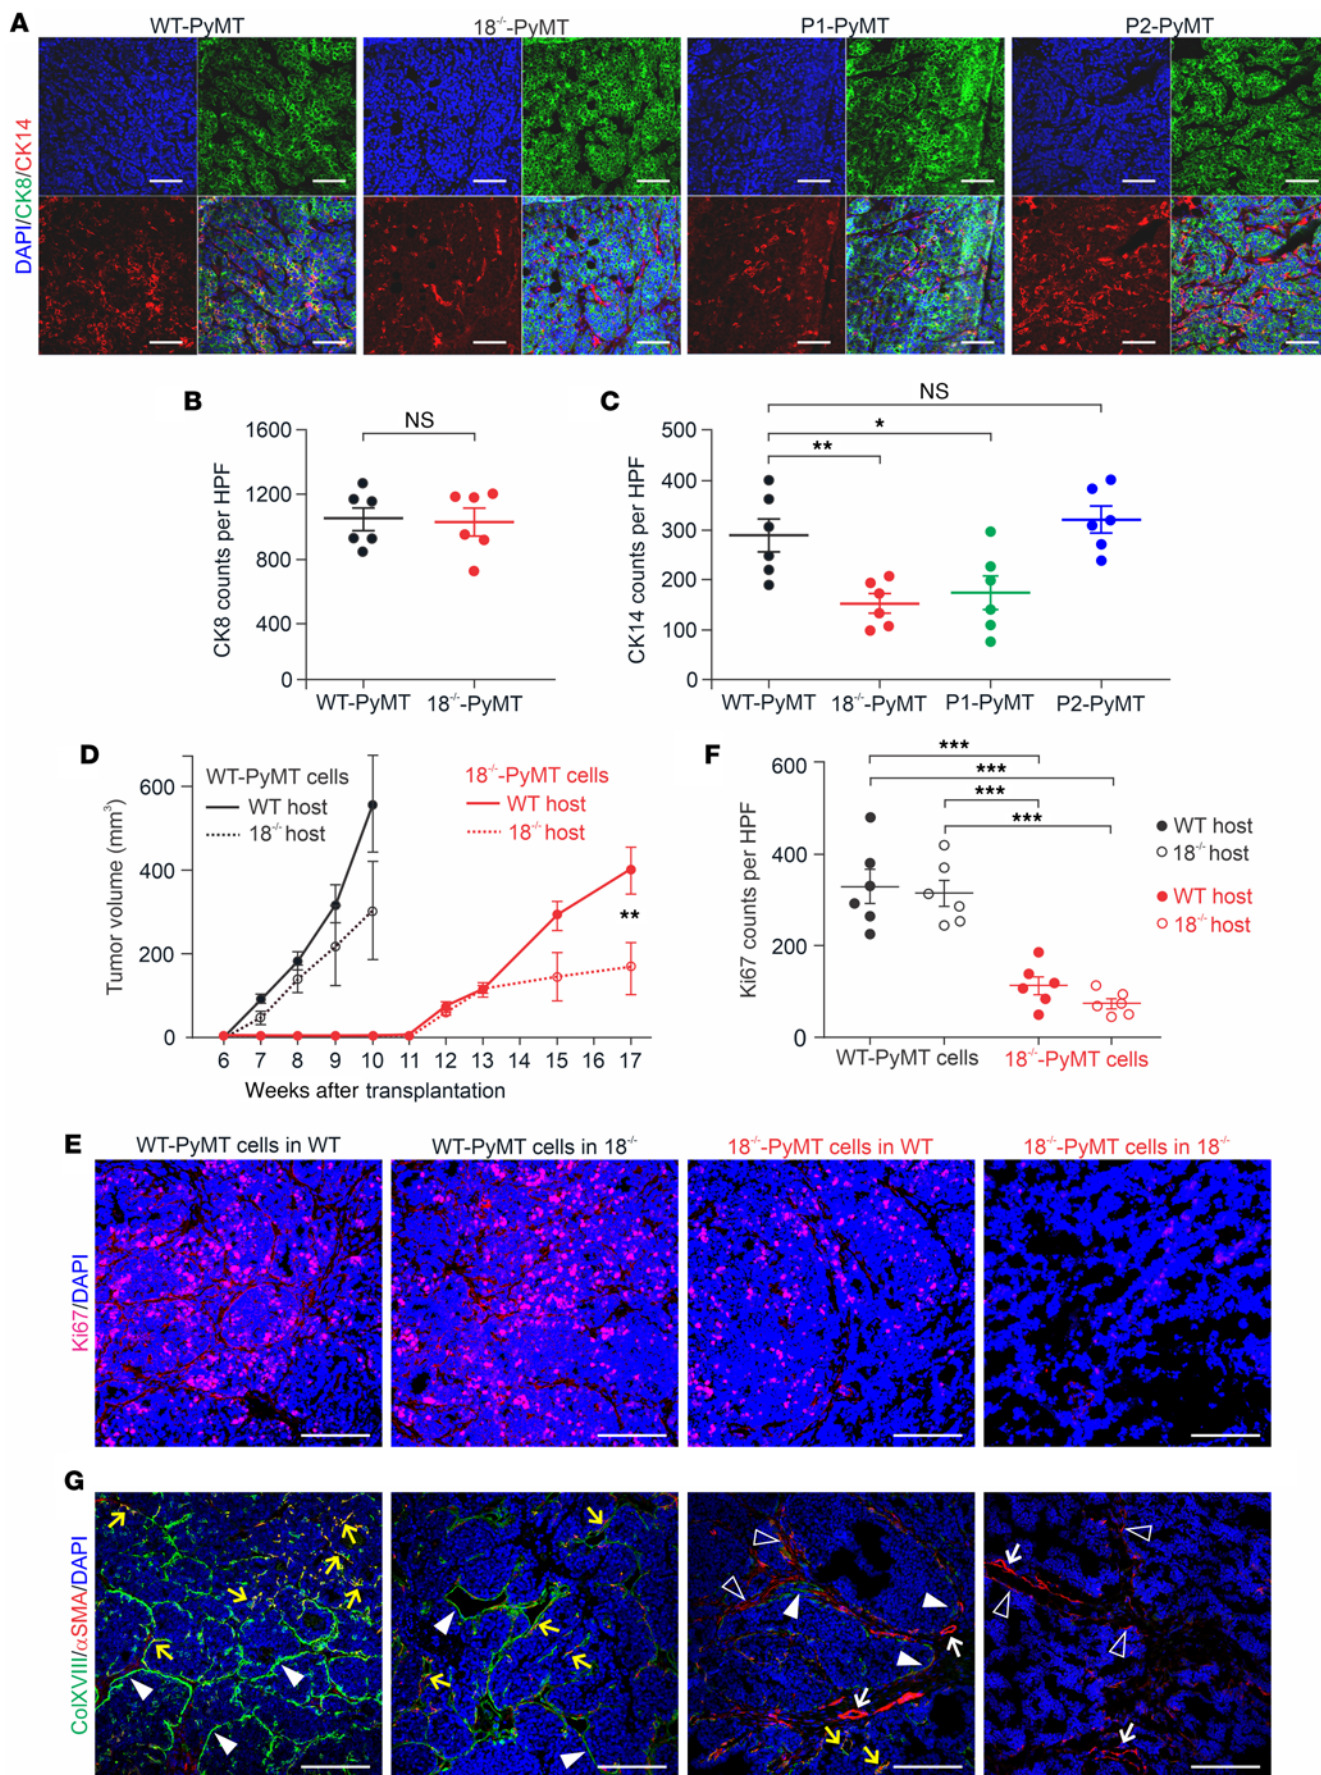 A
WT-PyMT 18-/--PyMT P1-PyMT P2-PyMT
DAPI/CK8/CK14
B
NS
CK8 counts per HPF
1600
1200
800
400
0
WT-PyMT 18-/--PyMT
C
NS
*
**
CK14 counts per HPF
500
400
300
200
100
0
WT-PyMT 18-/--PyMT P1-PyMT P2-PyMT
D
WT-PyMT cells
WT host
18-/- host
18-/--PyMT cells
WT host
18-/- host
Tumor volume (mm3)
600
400
200
0
**
6 7 8 9 10 11 12 13 14 15 16 17
Weeks after transplantation
F
***
***
***
***
Ki67 counts per HPF
600
400
200
0
WT-PyMT cells 18-/--PyMT cells
WT host
18-/- host
WT host
18-/- host
E
WT-PyMT cells in WT WT-PyMT cells in 18-/- 18-/--PyMT cells in WT 18-/--PyMT cells in 18-/-
Ki67/DAPI
G
ColXVIII/αSMA/DAPI